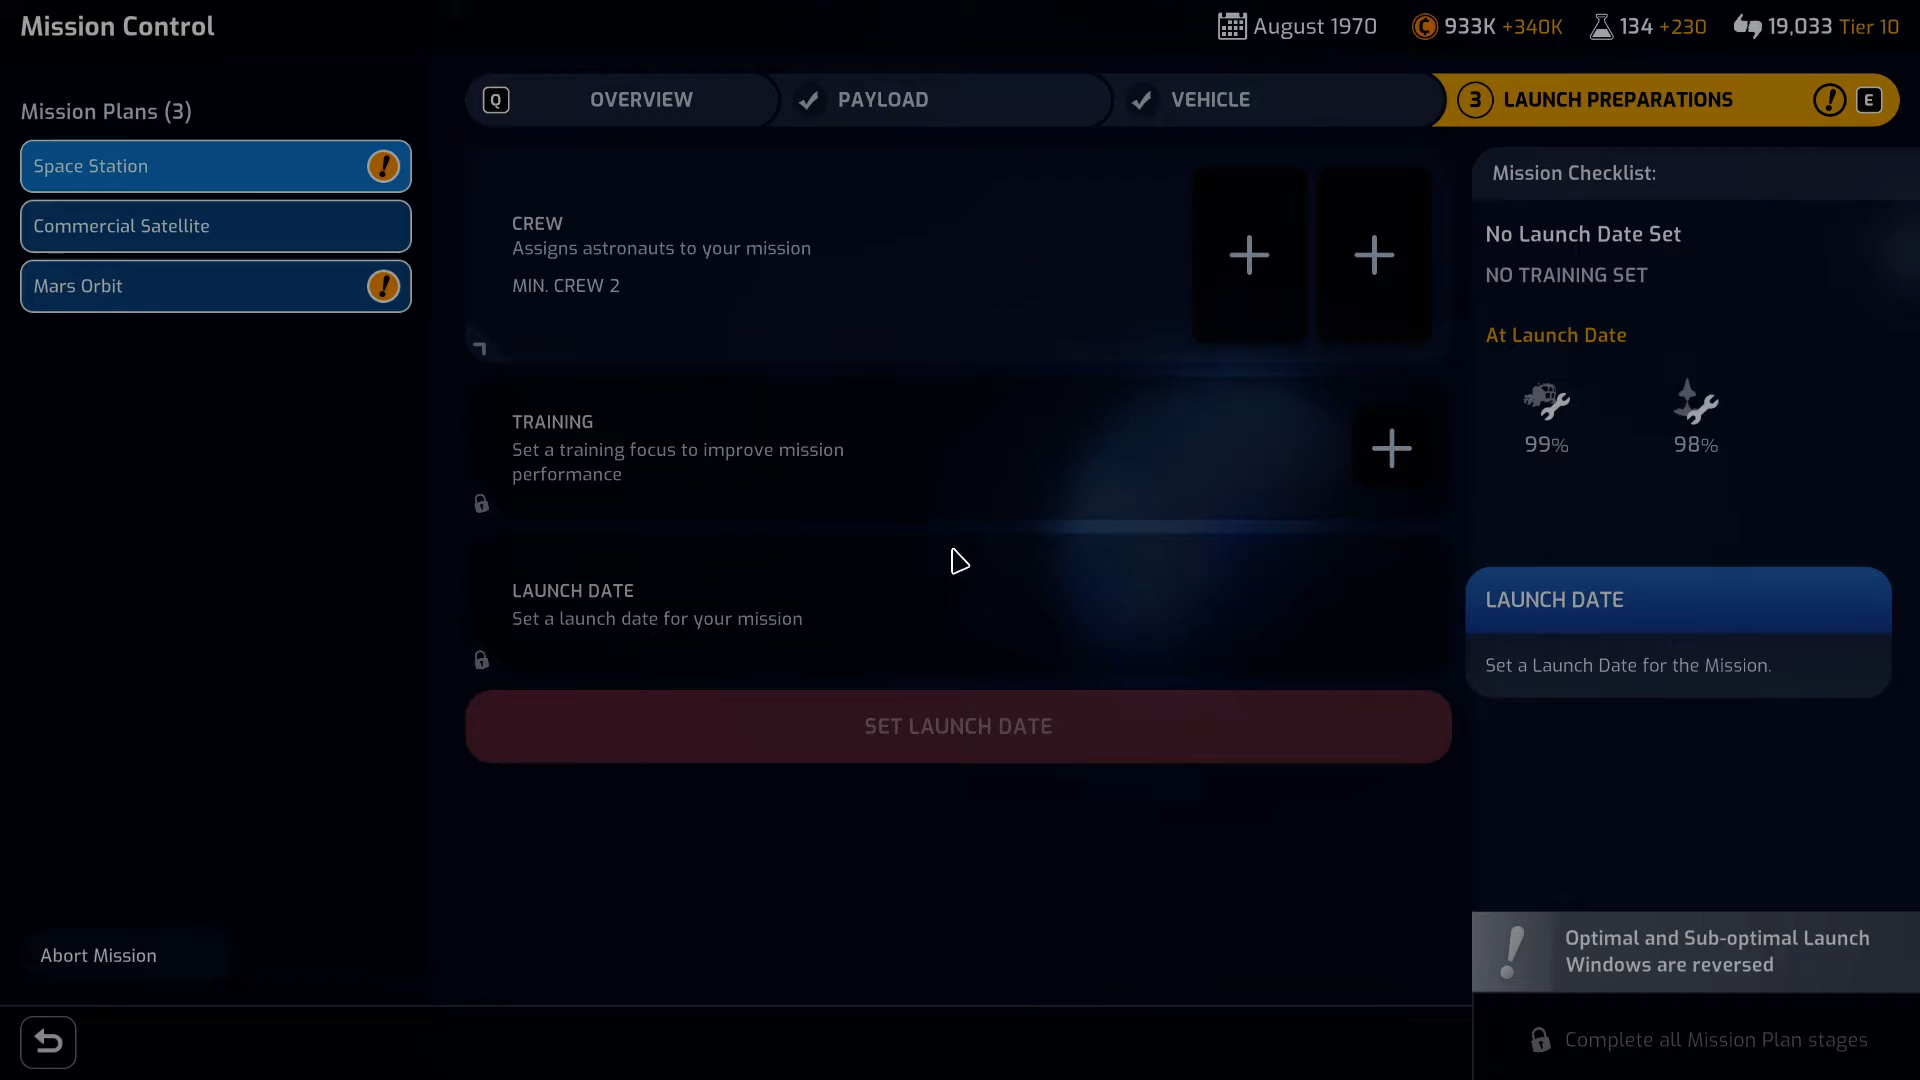 Mission Control
August 1970
933K +340K
134 +230
19,033 Tier 10
Mission Plans (3)
Space Station
Commercial Satellite
Mars Orbit
Q
OVERVIEW
PAYLOAD
VEHICLE
3
LAUNCH PREPARATIONS
E
CREW
Assigns astronauts to your mission
MIN. CREW 2
TRAINING
Set a training focus to improve mission
performance
LAUNCH DATE
Set a launch date for your mission
SET LAUNCH DATE
Mission Checklist:
No Launch Date Set
NO TRAINING SET
At Launch Date
99%
98%
LAUNCH DATE
Set a Launch Date for the Mission.
Optimal and Sub-optimal Launch
Windows are reversed
Complete all Mission Plan stages
Abort Mission